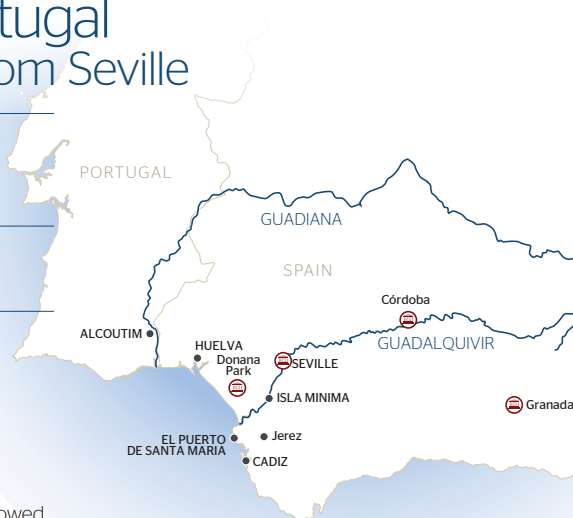 tugal
om Seville
PORTUGAL
GUADIANA
SPAIN
Córdoba
ALCOUTIM
HUELVA
GUADALQUIVIR
Donana
Park
SEVILLE
ISLA MINIMA
Granada
EL PUERTO
DE SANTA MARIA
Jerez
CADIZ
owed